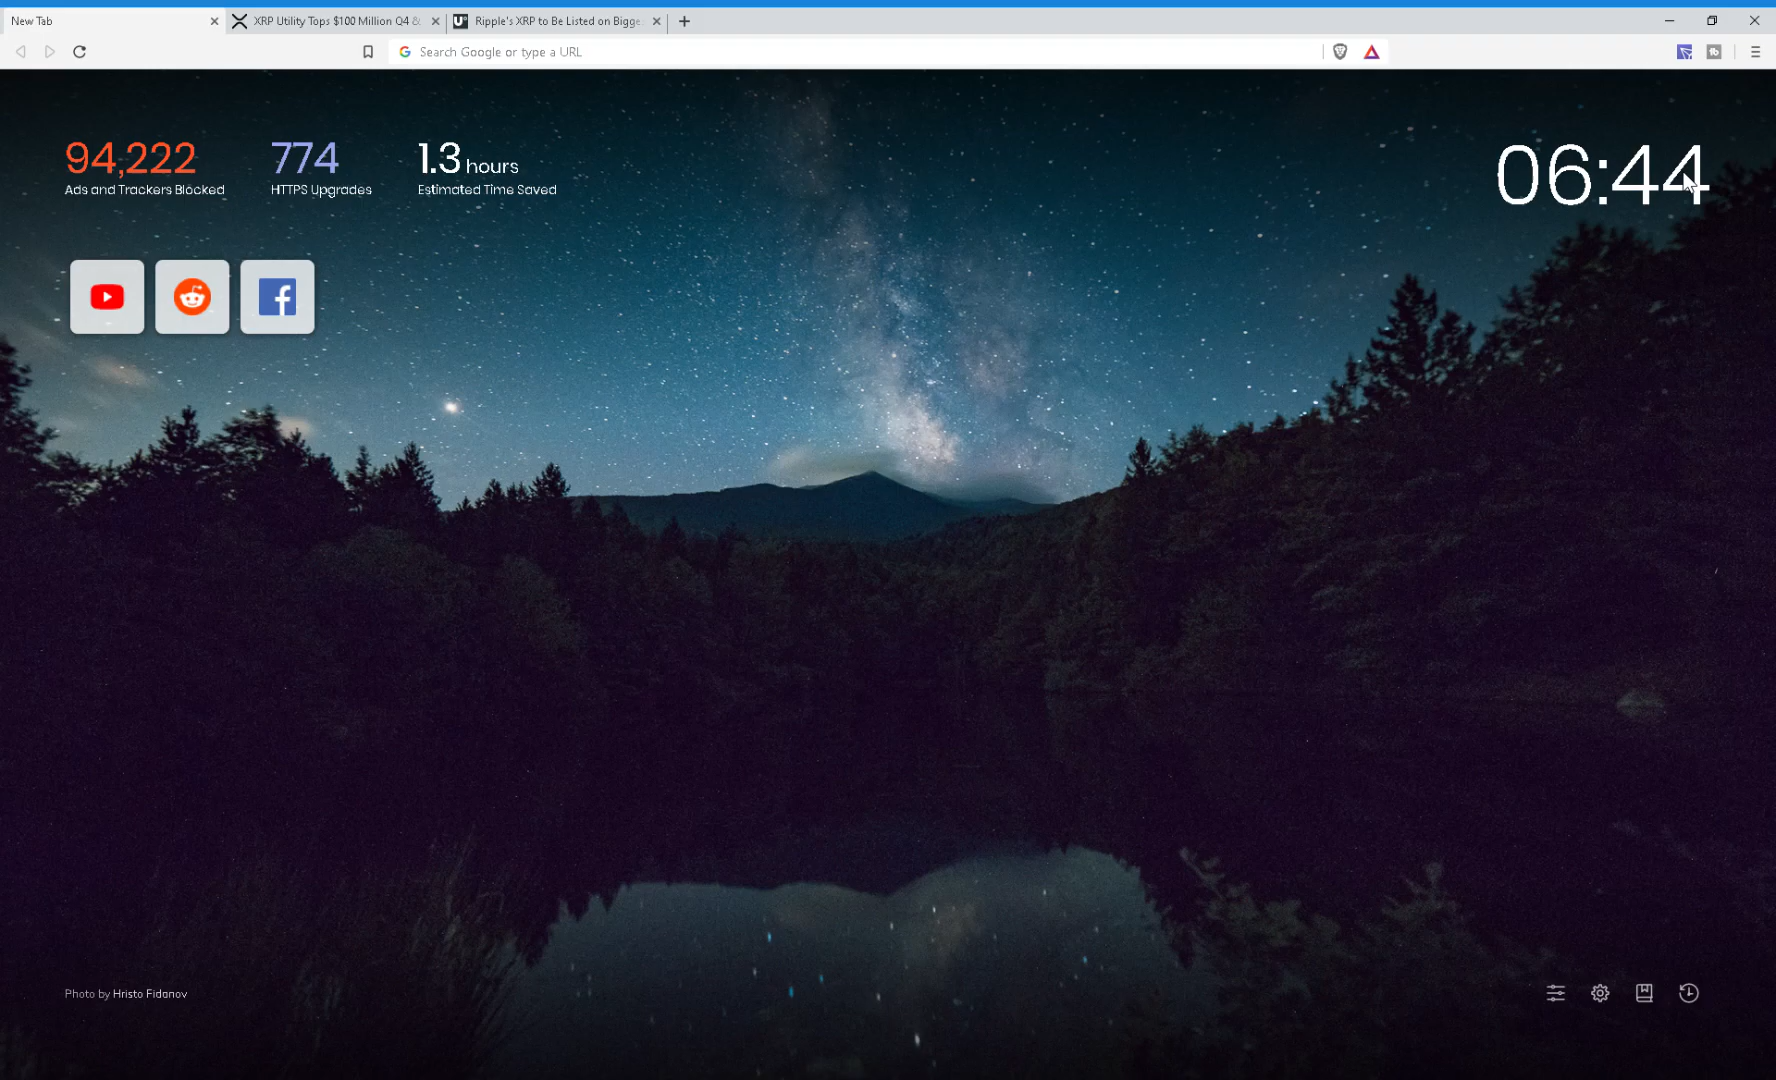 New Tab
XRP Utility Tops $100 Million Q4 &
Ripple's XRP to Be Listed on Bigge
Search Google or type a URL
94,222
Ads and Trackers Blocked
774
HTTPS Upgrades
1.3 hours
Estimated Time Saved
06:44
Photo by Hristo Fidanov